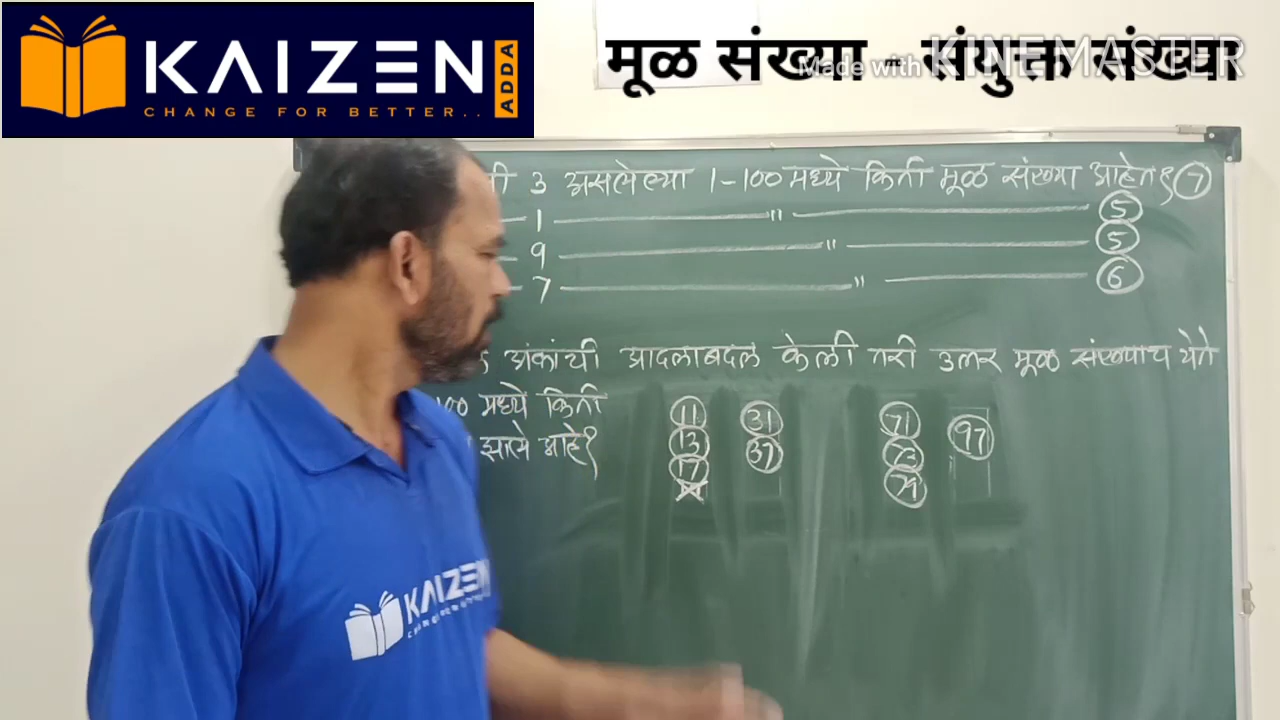 KAIZEN ADDA
CHANGE FOR BETTER..
मूळ संख्या - संयुक्त संख्या
Made with KINEMASTER
3 असलेल्या 1-100 मध्ये किती मूळ संख्या आहेत? 7
1 " 5
9 " 5
7 " 6
अंकांची आदलाबदल केली तरी उत्तर मूळ संख्याच येते
100 मध्ये किती
झाले आहे?
11 31 71 97
13 37 73
17 79
KAIZEN